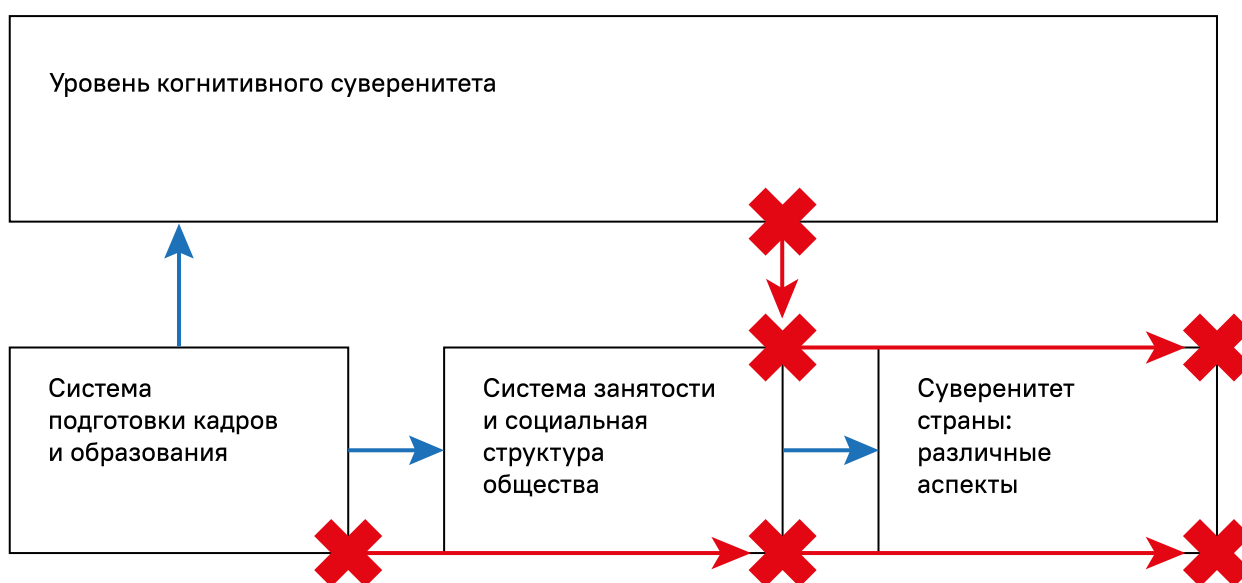 Уровень когнитивного суверенитета
Система
подготовки кадров
и образования
Система занятости
и социальная
структура
общества
Суверенитет
страны:
различные
аспекты